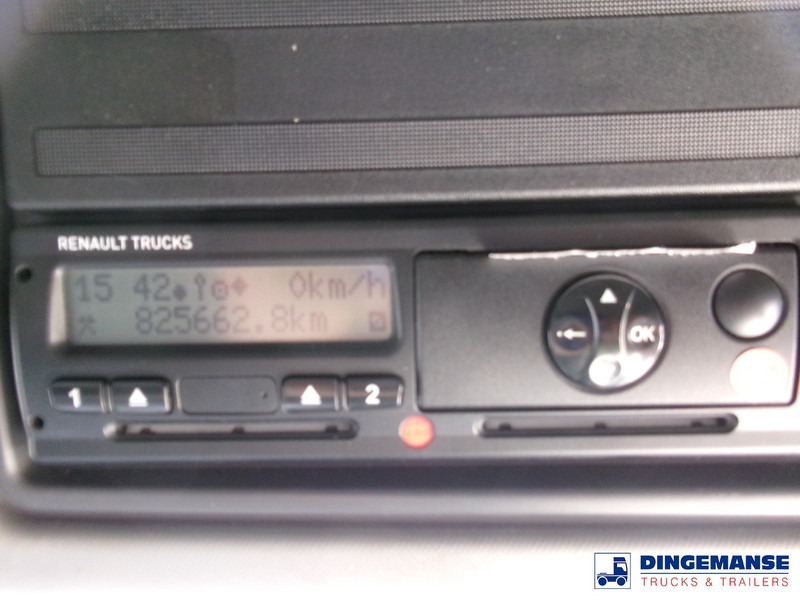 RENAULT TRUCKS
15 42 0km/h
825662.8km
OK
1 2
DINGEMANSE
TRUCKS & TRAILERS